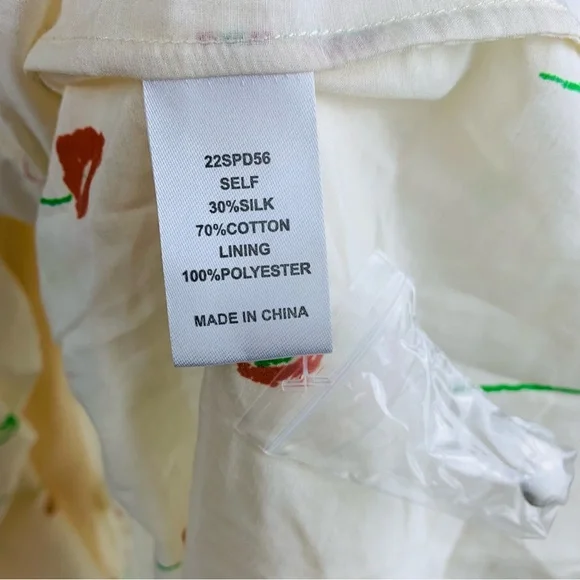 22SPD56
SELF
30%SILK
70%COTTON
LINING
100%POLYESTER
MADE IN CHINA